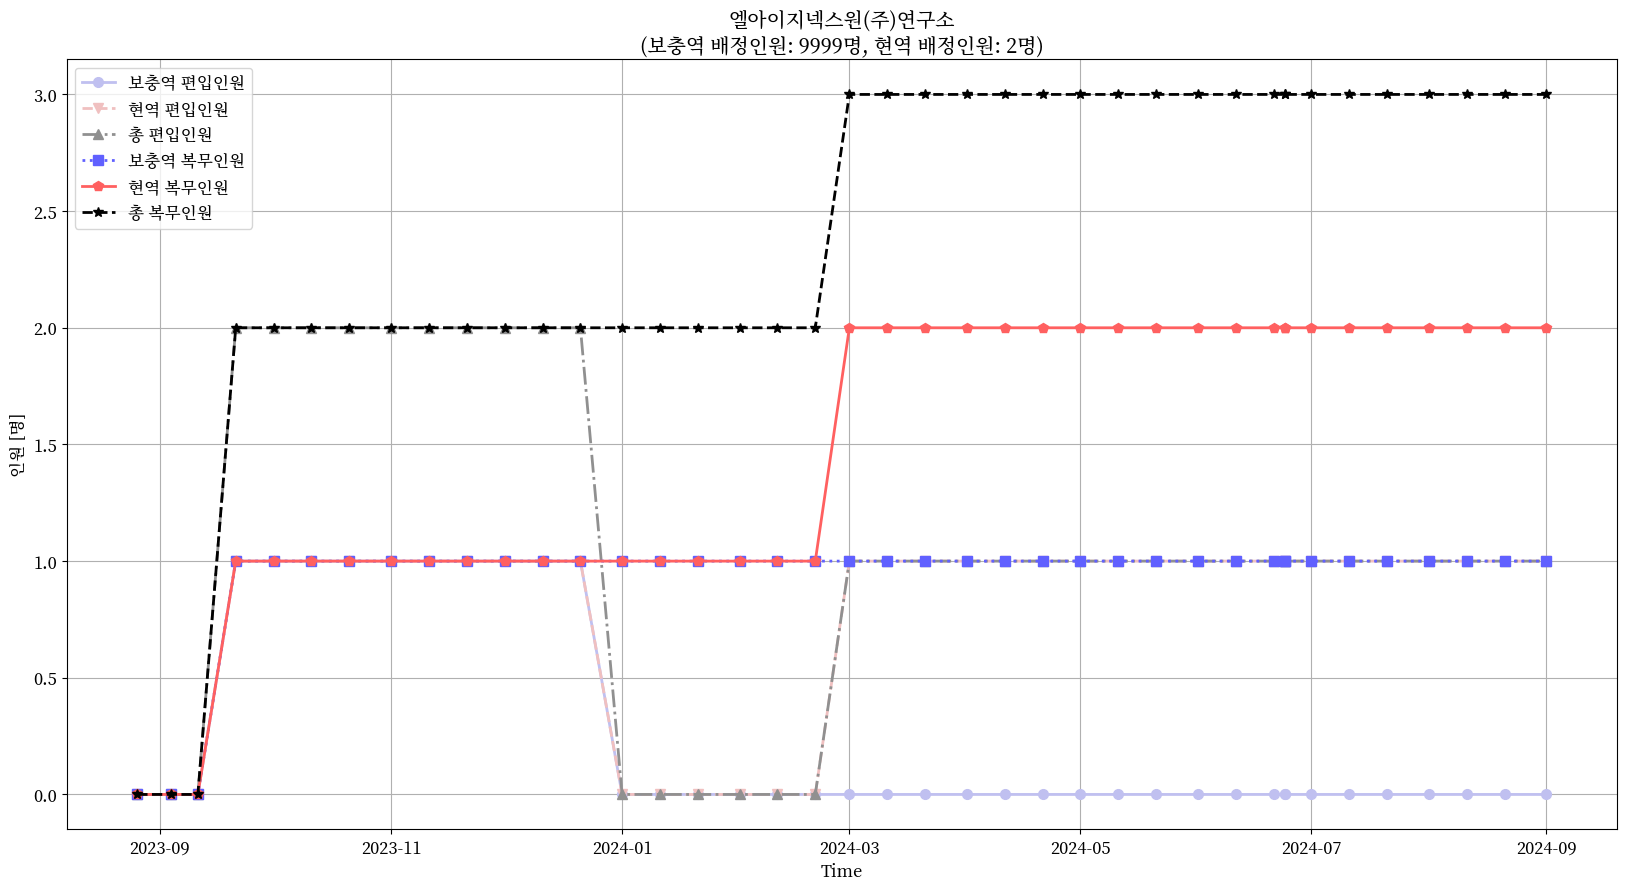 엘아이지넥스원(주)연구소
(보충역 배정인원: 9999명, 현역 배정인원: 2명)
보충역 편입인원
현역 편입인원
총 편입인원
보충역 복무인원
현역 복무인원
총 복무인원
인원 [명]
3.0
2.5
2.0
1.5
1.0
0.5
0.0
2023-09
2023-11
2024-01
2024-03
2024-05
2024-07
2024-09
Time